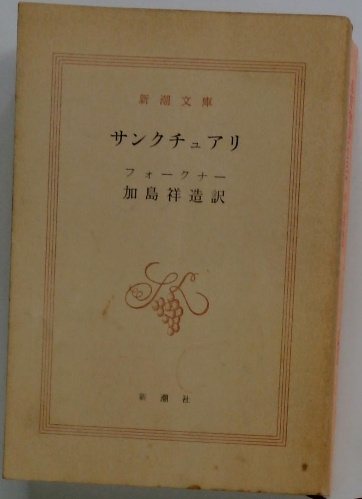 新潮文庫
サンクチュアリ
フォークナー
加島祥造訳
新潮社